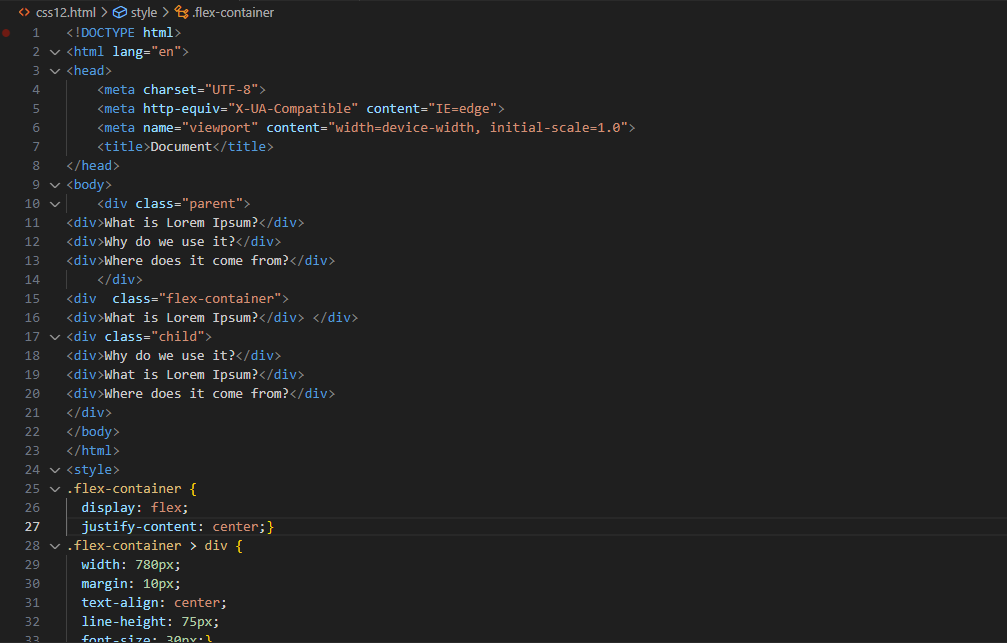 css12.html > style > .flex-container
1 <!DOCTYPE html>
2 <html lang="en">
3 <head>
4 <meta charset="UTF-8">
5 <meta http-equiv="X-UA-Compatible" content="IE=edge">
6 <meta name="viewport" content="width=device-width, initial-scale=1.0">
7 <title>Document</title>
8 </head>
9 <body>
10 <div class="parent">
11 <div>What is Lorem Ipsum?</div>
12 <div>Why do we use it?</div>
13 <div>Where does it come from?</div>
14 </div>
15 <div  class="flex-container">
16 <div>What is Lorem Ipsum?</div> </div>
17 <div class="child">
18 <div>Why do we use it?</div>
19 <div>What is Lorem Ipsum?</div>
20 <div>Where does it come from?</div>
21 </div>
22 </body>
23 </html>
24 <style>
25 .flex-container {
26 display: flex;
27 justify-content: center;}
28 .flex-container > div {
29 width: 780px;
30 margin: 10px;
31 text-align: center;
32 line-height: 75px;
33 font-size: 30px;}